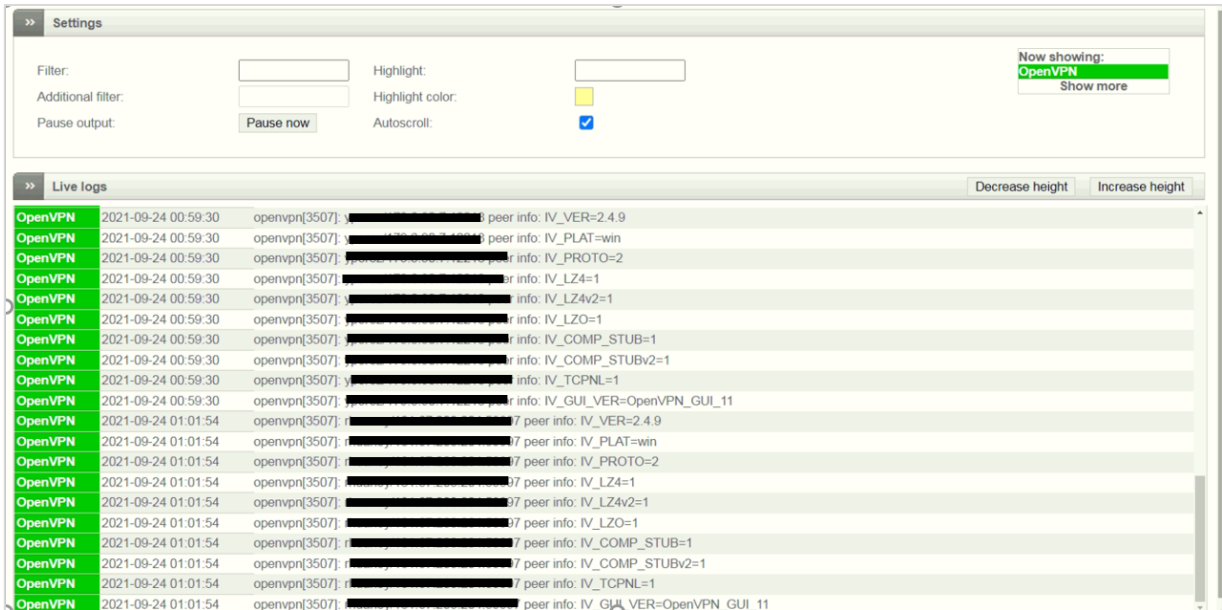 Settings
Filter: Highlight: Now showing:
OpenVPN
Additional filter: Highlight color: Show more
Pause output: Pause now Autoscroll:
Live logs Decrease height Increase height
OpenVPN 2021-09-24 00:59:30 openvpn[3507]: peer info: IV_VER=2.4.9
OpenVPN 2021-09-24 00:59:30 openvpn[3507]: peer info: IV_PLAT=win
OpenVPN 2021-09-24 00:59:30 openvpn[3507]: info: IV_PROTO=2
OpenVPN 2021-09-24 00:59:30 openvpn[3507]: info: IV_LZ4=1
OpenVPN 2021-09-24 00:59:30 openvpn[3507]: info: IV_LZ4v2=1
OpenVPN 2021-09-24 00:59:30 openvpn[3507]: info: IV_LZO=1
OpenVPN 2021-09-24 00:59:30 openvpn[3507]: info: IV_COMP_STUB=1
OpenVPN 2021-09-24 00:59:30 openvpn[3507]: info: IV_COMP_STUBv2=1
OpenVPN 2021-09-24 00:59:30 openvpn[3507]: info: IV_TCPNL=1
OpenVPN 2021-09-24 00:59:30 openvpn[3507]: info: IV_GUI_VER=OpenVPN_GUI_11
OpenVPN 2021-09-24 01:01:54 openvpn[3507]: peer info: IV_VER=2.4.9
OpenVPN 2021-09-24 01:01:54 openvpn[3507]: peer info: IV_PLAT=win
OpenVPN 2021-09-24 01:01:54 openvpn[3507]: peer info: IV_PROTO=2
OpenVPN 2021-09-24 01:01:54 openvpn[3507]: peer info: IV_LZ4=1
OpenVPN 2021-09-24 01:01:54 openvpn[3507]: peer info: IV_LZ4v2=1
OpenVPN 2021-09-24 01:01:54 openvpn[3507]: peer info: IV_LZO=1
OpenVPN 2021-09-24 01:01:54 openvpn[3507]: peer info: IV_COMP_STUB=1
OpenVPN 2021-09-24 01:01:54 openvpn[3507]: peer info: IV_COMP_STUBv2=1
OpenVPN 2021-09-24 01:01:54 openvpn[3507]: peer info: IV_TCPNL=1
OpenVPN 2021-09-24 01:01:54 openvpn[3507]: peer info: IV_GUI_VER=OpenVPN_GUI_11